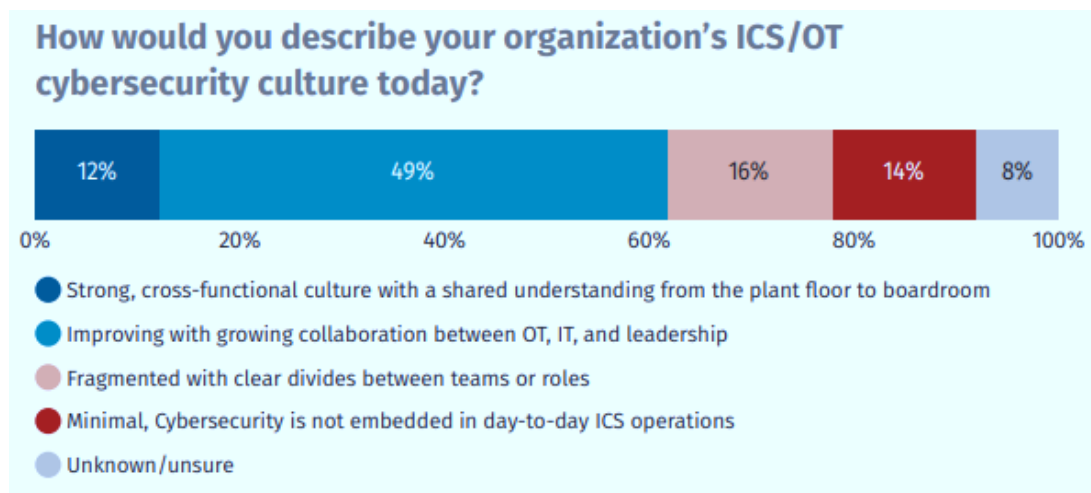 How would you describe your organization’s ICS/OT
cybersecurity culture today?
12% 49% 16% 14% 8%
0% 20% 40% 60% 80% 100%
Strong, cross-functional culture with a shared understanding from the plant floor to boardroom
Improving with growing collaboration between OT, IT, and leadership
Fragmented with clear divides between teams or roles
Minimal, Cybersecurity is not embedded in day-to-day ICS operations
Unknown/unsure